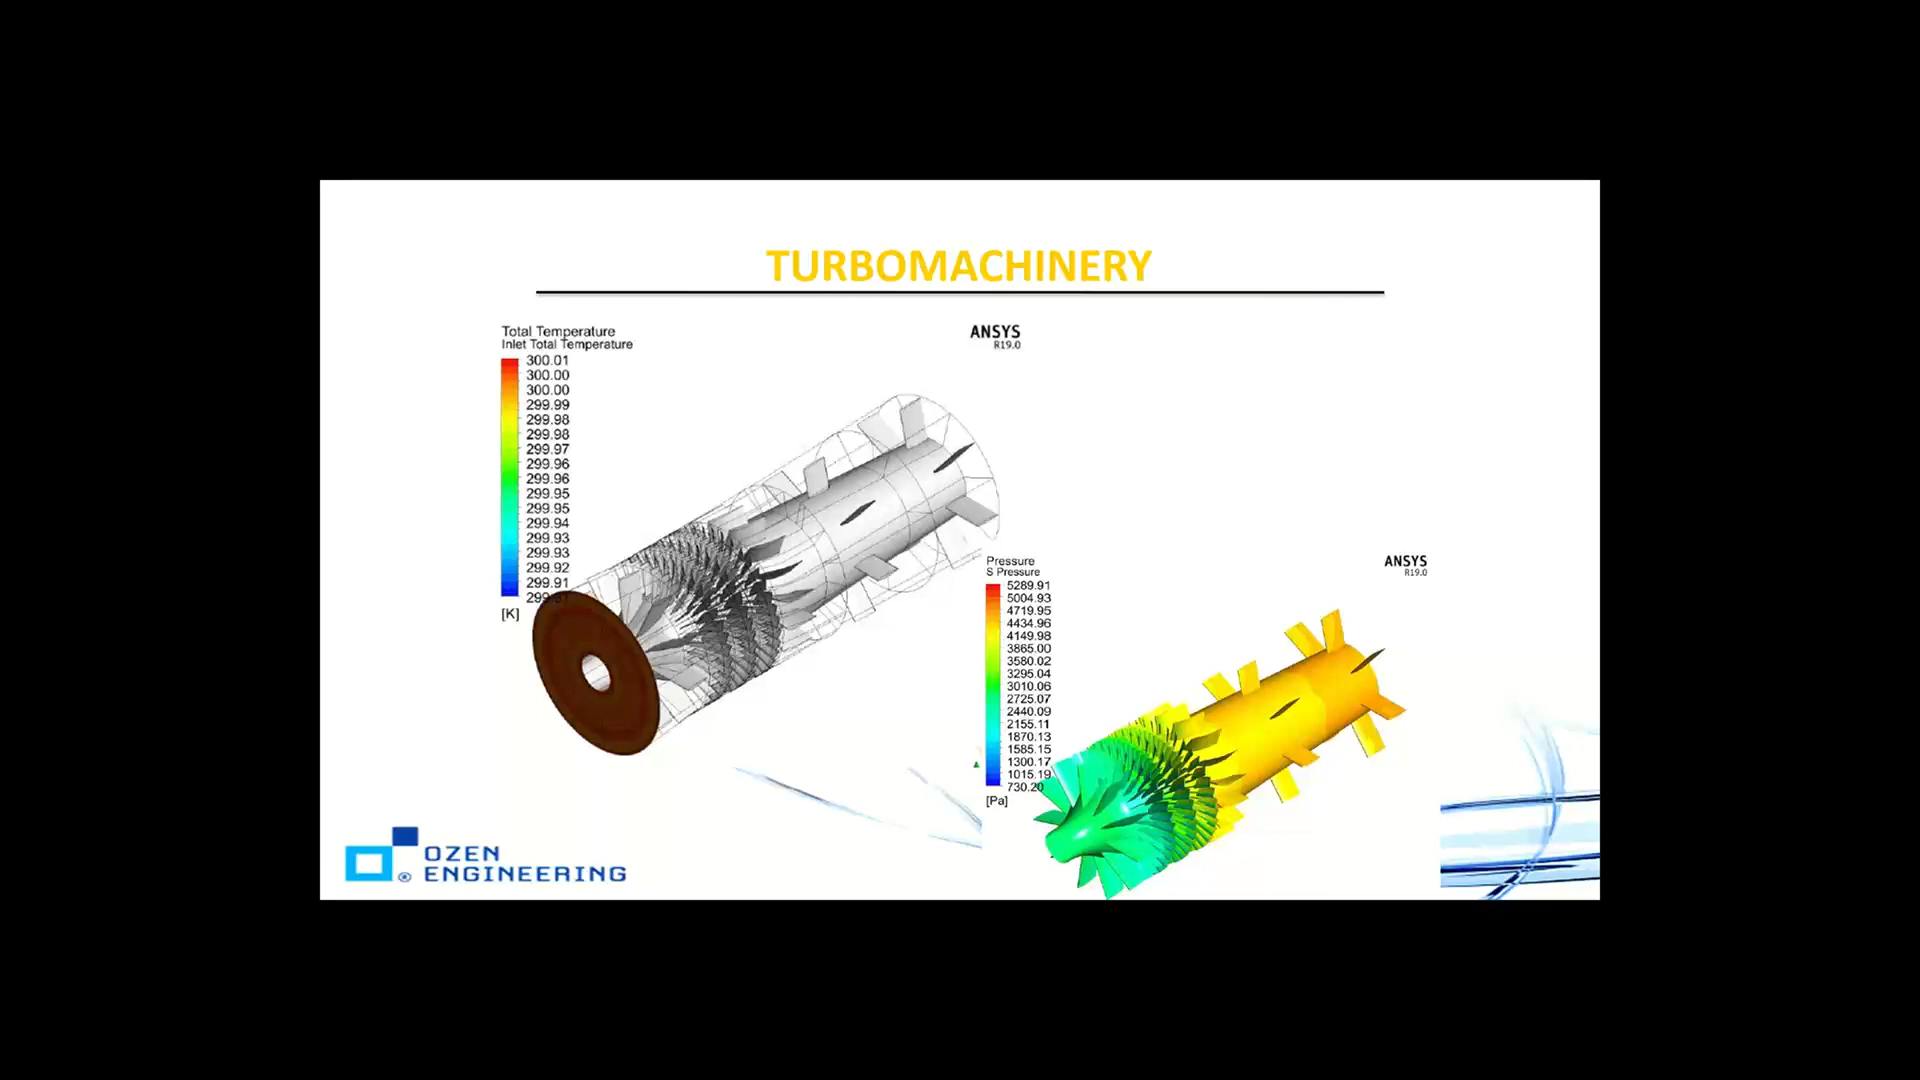 TURBOMACHINERY
Total Temperature
Inlet Total Temperature
300.01
300.00
300.00
299.99
299.98
299.98
299.97
299.96
299.96
299.95
299.95
299.94
299.93
299.93
299.92
299.91
[K]
ANSYS
R19.0
Pressure
S Pressure
5289.91
5004.93
4719.95
4434.96
4149.98
3865.00
3580.02
3295.04
3010.06
2725.07
2440.09
2155.11
1870.13
1585.15
1300.17
1015.19
730.20
[Pa]
ANSYS
R19.0
OZEN
® ENGINEERING